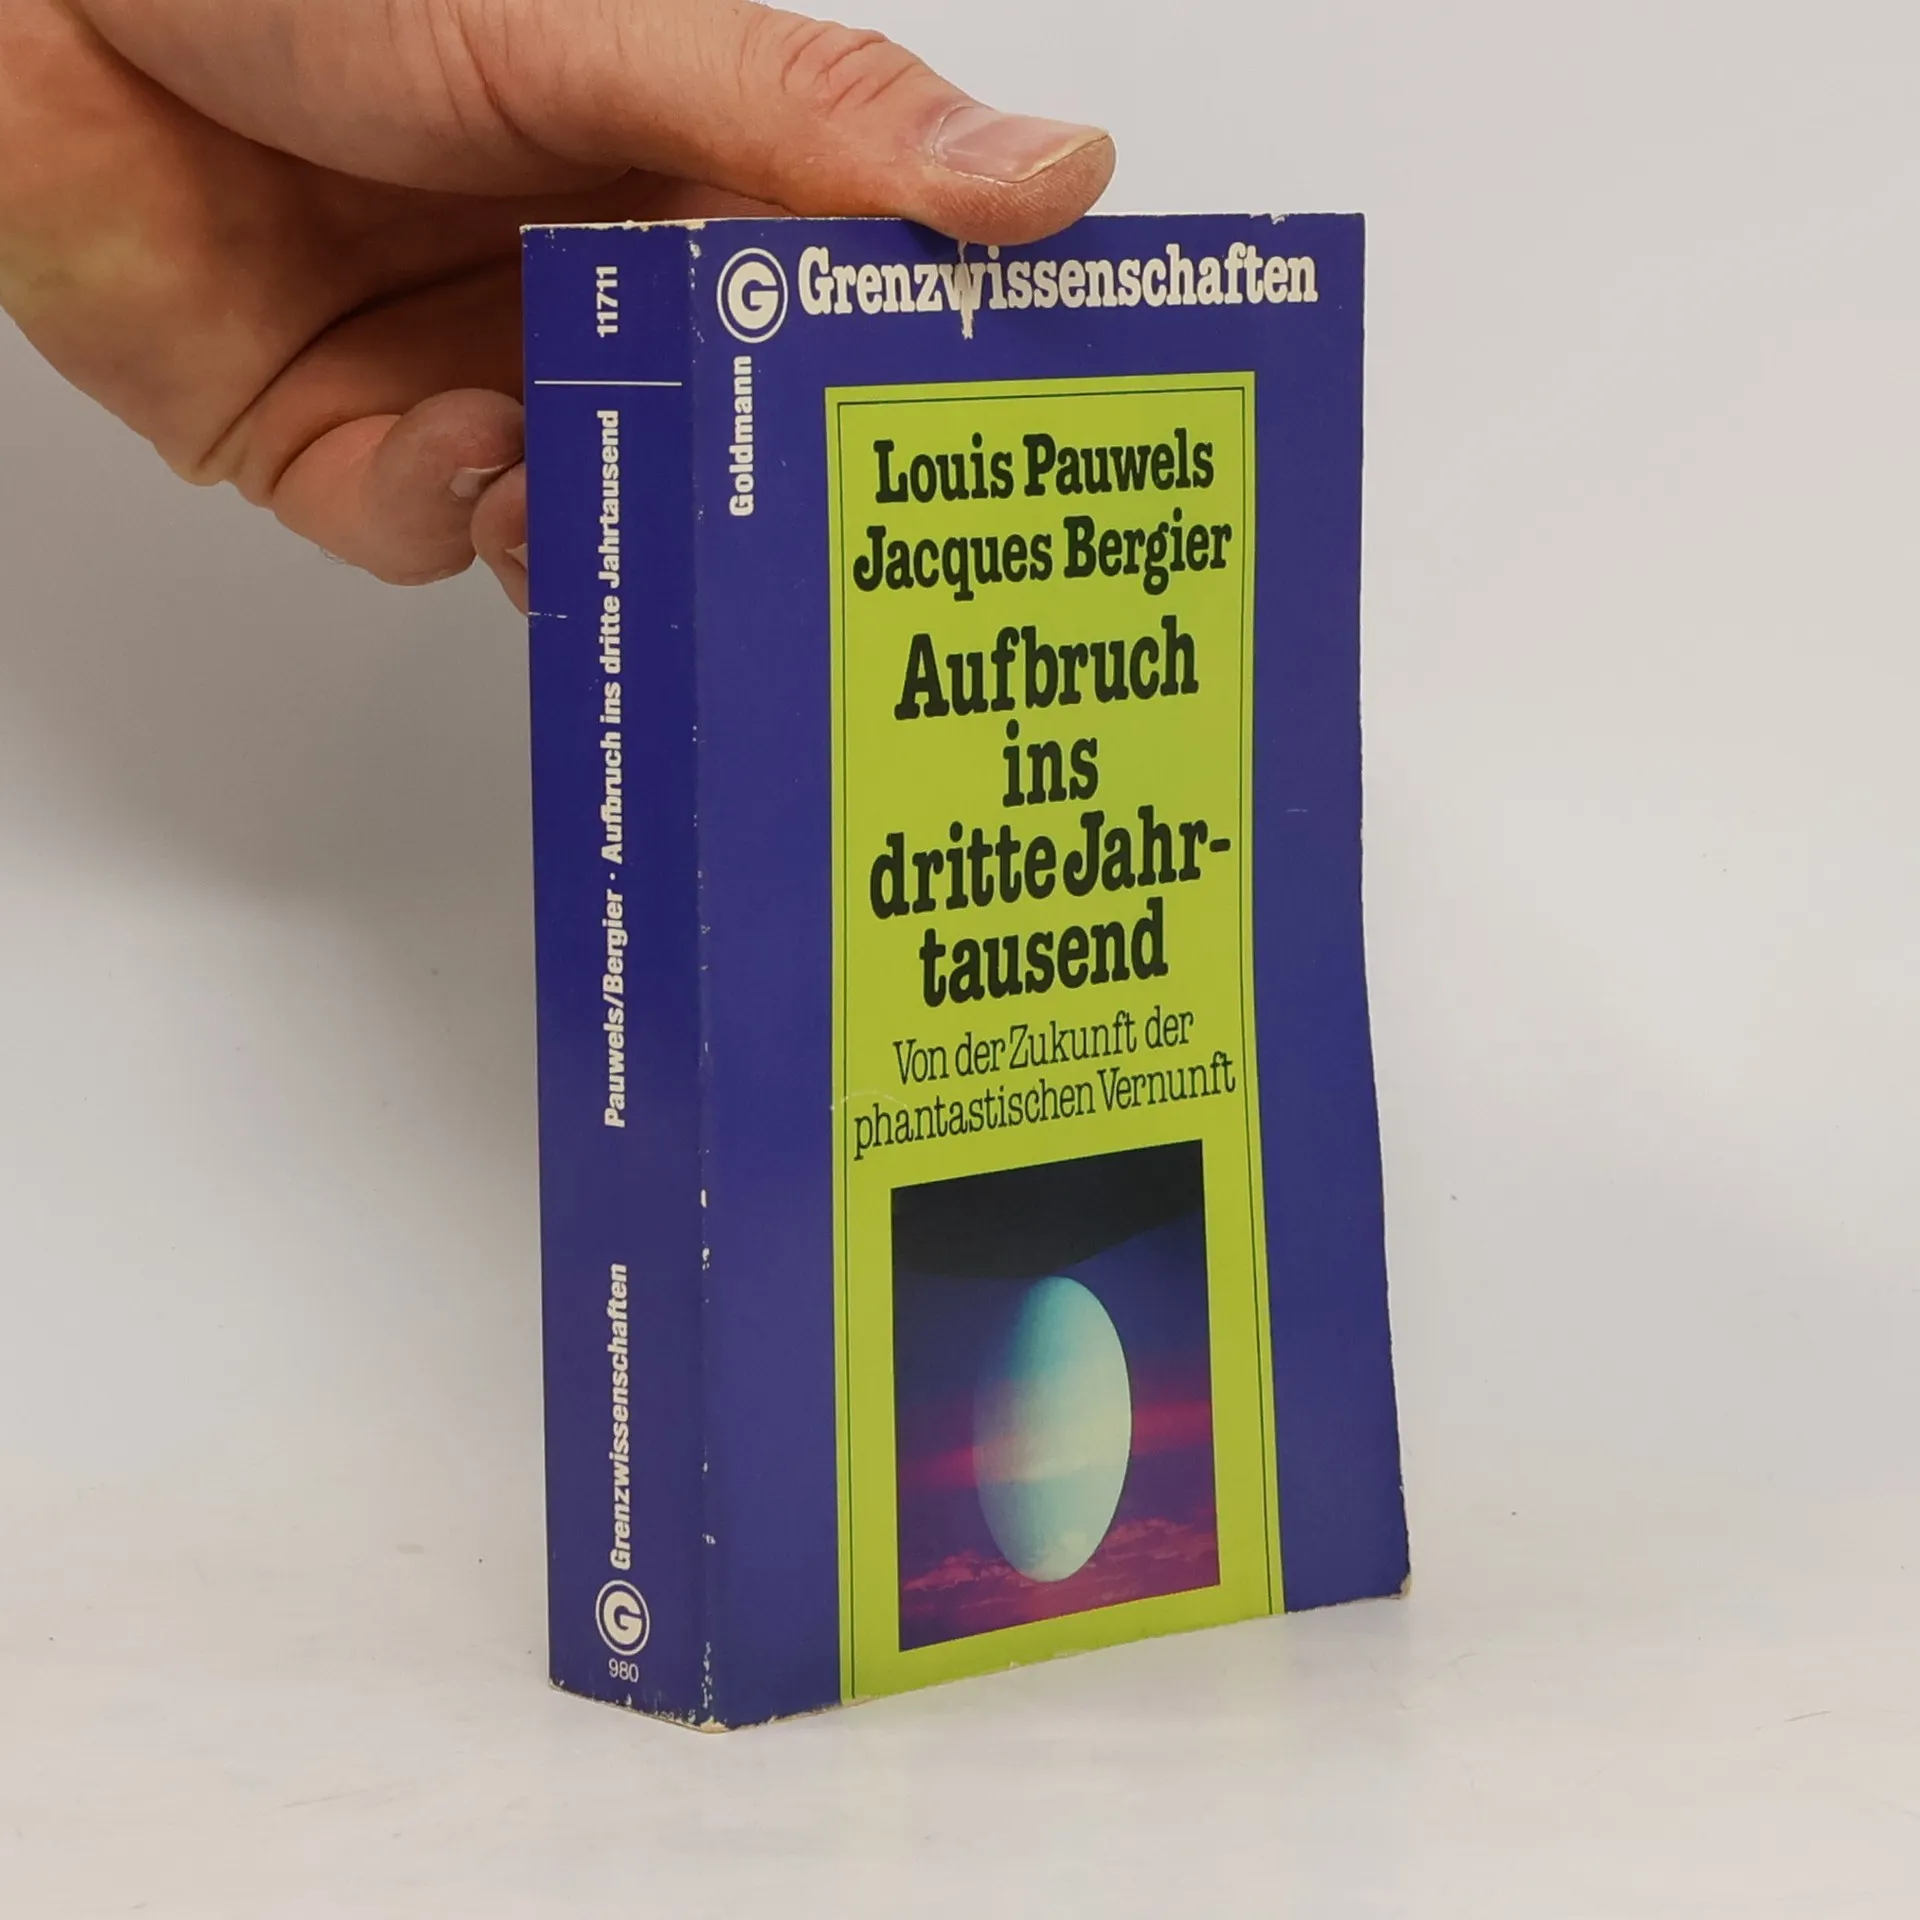 11711
Pauwels/Bergier · Aufbruch ins dritte Jahrtausend
Grenzwissenschaften
G
980
G Grenzwissenschaften
Goldmann
Louis Pauwels
Jacques Bergier
Aufbruch
ins
dritte Jahr-
tausend
Von der Zukunft der
phantastischen Vernunft